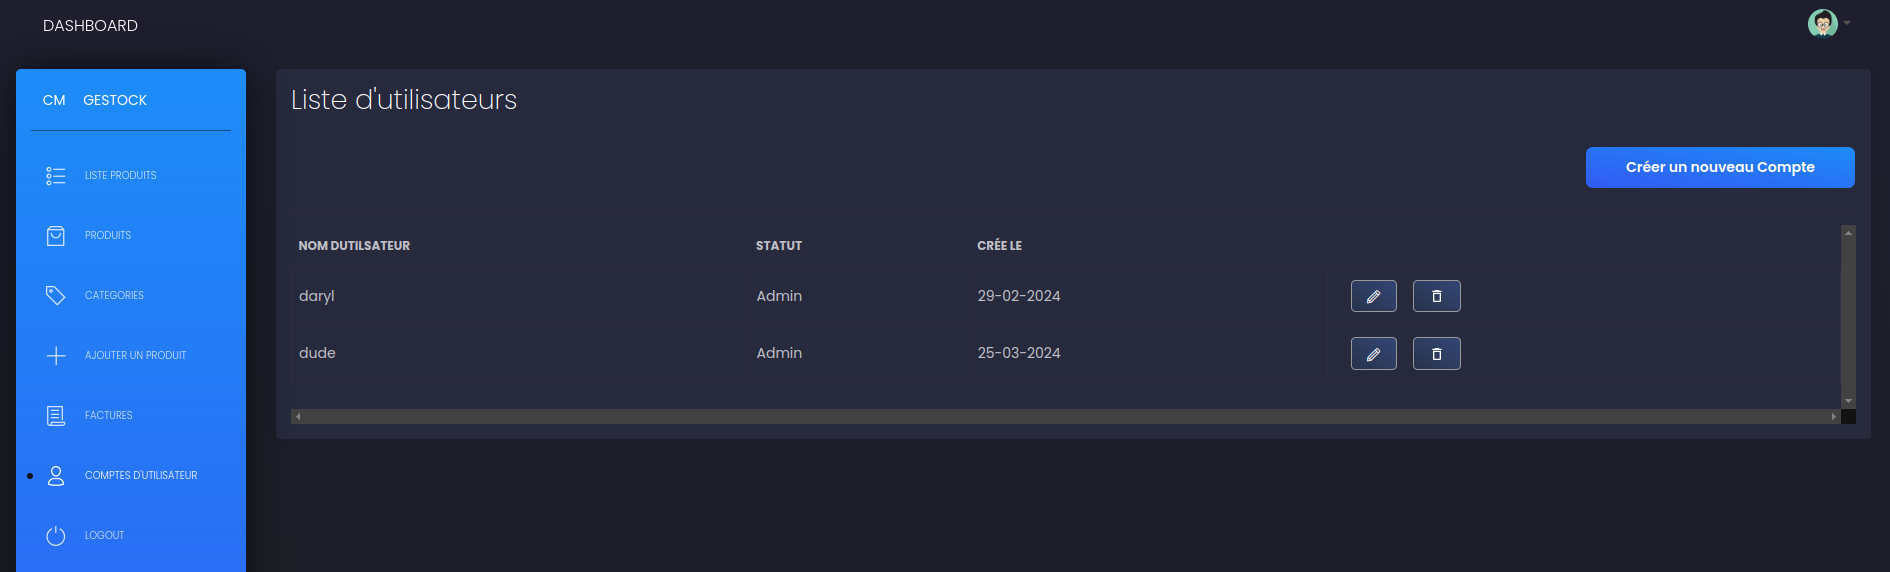 DASHBOARD
CM GESTOCK
LISTE PRODUITS
PRODUITS
CATEGORIES
AJOUTER UN PRODUIT
FACTURES
COMPTES D'UTILISATEUR
LOGOUT
Liste d'utilisateurs
Créer un nouveau Compte
NOM DUTILSATEUR STATUT CRÉE LE
daryl Admin 29-02-2024
dude Admin 25-03-2024